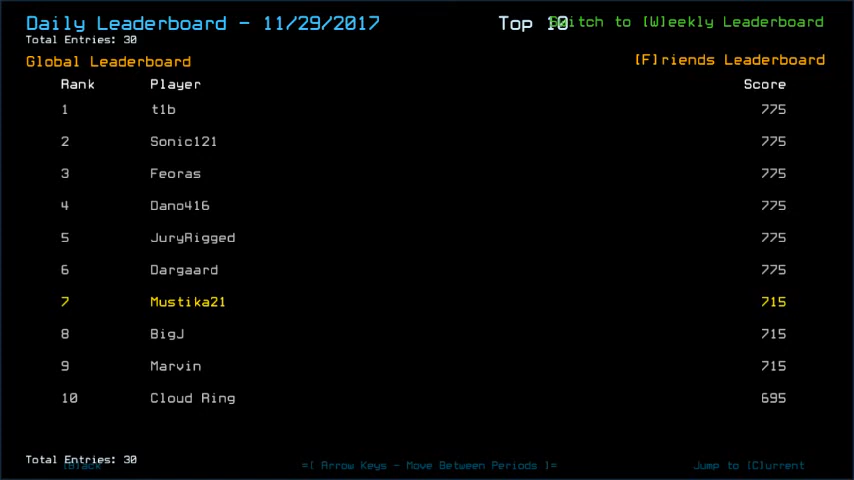 Daily Leaderboard - 11/29/2017 Top 10 Switch to [W]eekly Leaderboard
Total Entries: 30
Global Leaderboard [F]riends Leaderboard
Rank Player Score
1 t1b 775
2 Sonic121 775
3 Feoras 775
4 Dano416 775
5 JuryRigged 775
6 Dargaard 775
7 Mustika21 715
8 BigJ 715
9 Marvin 715
10 Cloud Ring 695
Total Entries: 30
[B]ack =[ Arrow Keys - Move Between Periods ]= Jump to [C]urrent